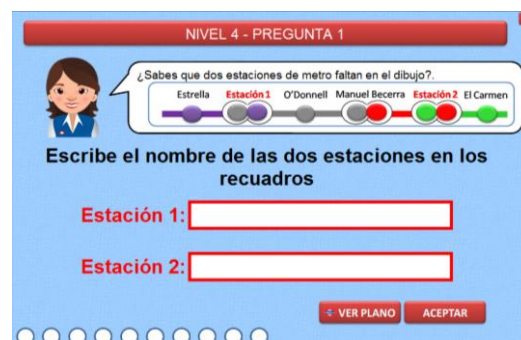 NIVEL 4 - PREGUNTA 1
¿Sabes que dos estaciones de metro faltan en el dibujo?.
Estrella Estación 1 O'Donnell Manuel Becerra Estación 2 El Carmen
Escribe el nombre de las dos estaciones en los
recuadros
Estación 1:
Estación 2:
VER PLANO ACEPTAR